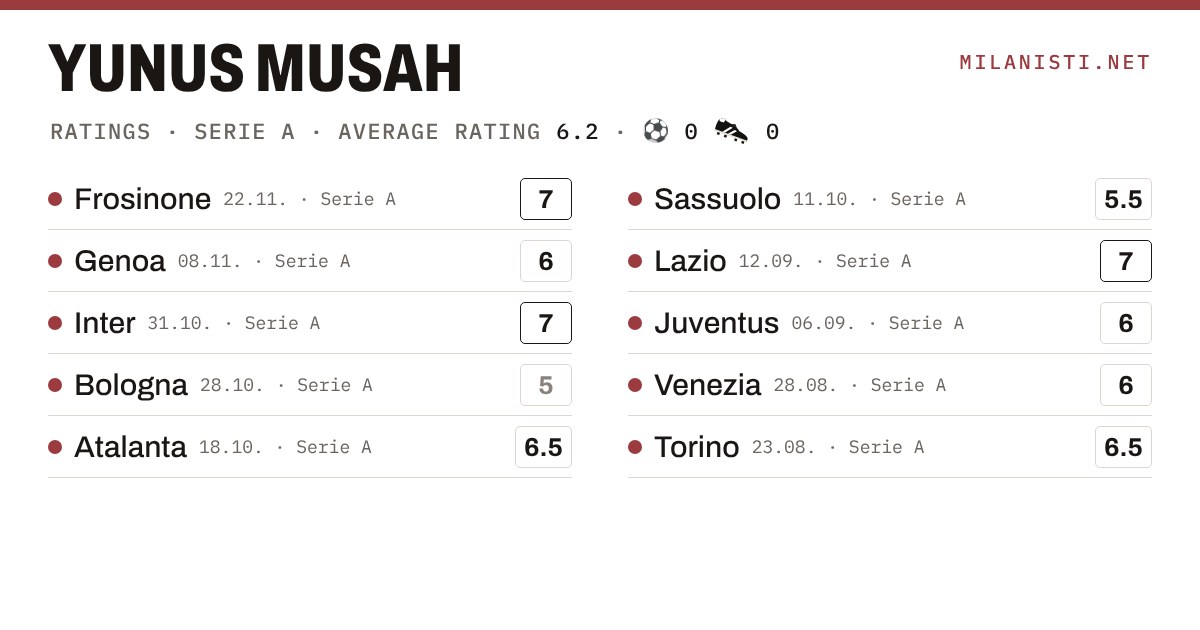 YUNUS MUSAH
MILANISTI.NET
RATINGS · SERIE A · AVERAGE RATING 6.2 · ⚽ 0 0
Frosinone 22.11. · Serie A 7
Genoa 08.11. · Serie A 6
Inter 31.10. · Serie A 7
Bologna 28.10. · Serie A 5
Atalanta 18.10. · Serie A 6.5
Sassuolo 11.10. · Serie A 5.5
Lazio 12.09. · Serie A 7
Juventus 06.09. · Serie A 6
Venezia 28.08. · Serie A 6
Torino 23.08. · Serie A 6.5